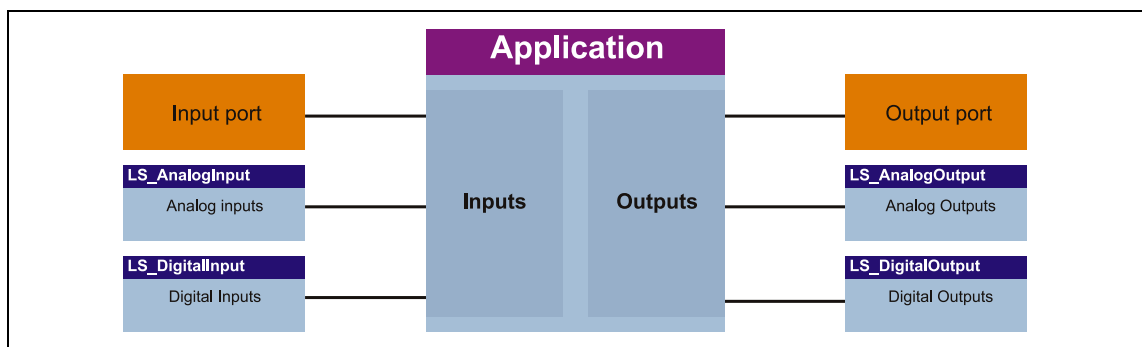 Application
Input port
Output port
LS_AnalogInput
Analog inputs
LS_AnalogOutput
Analog Outputs
Inputs
Outputs
LS_DigitalInput
Digital Inputs
LS_DigitalOutput
Digital Outputs